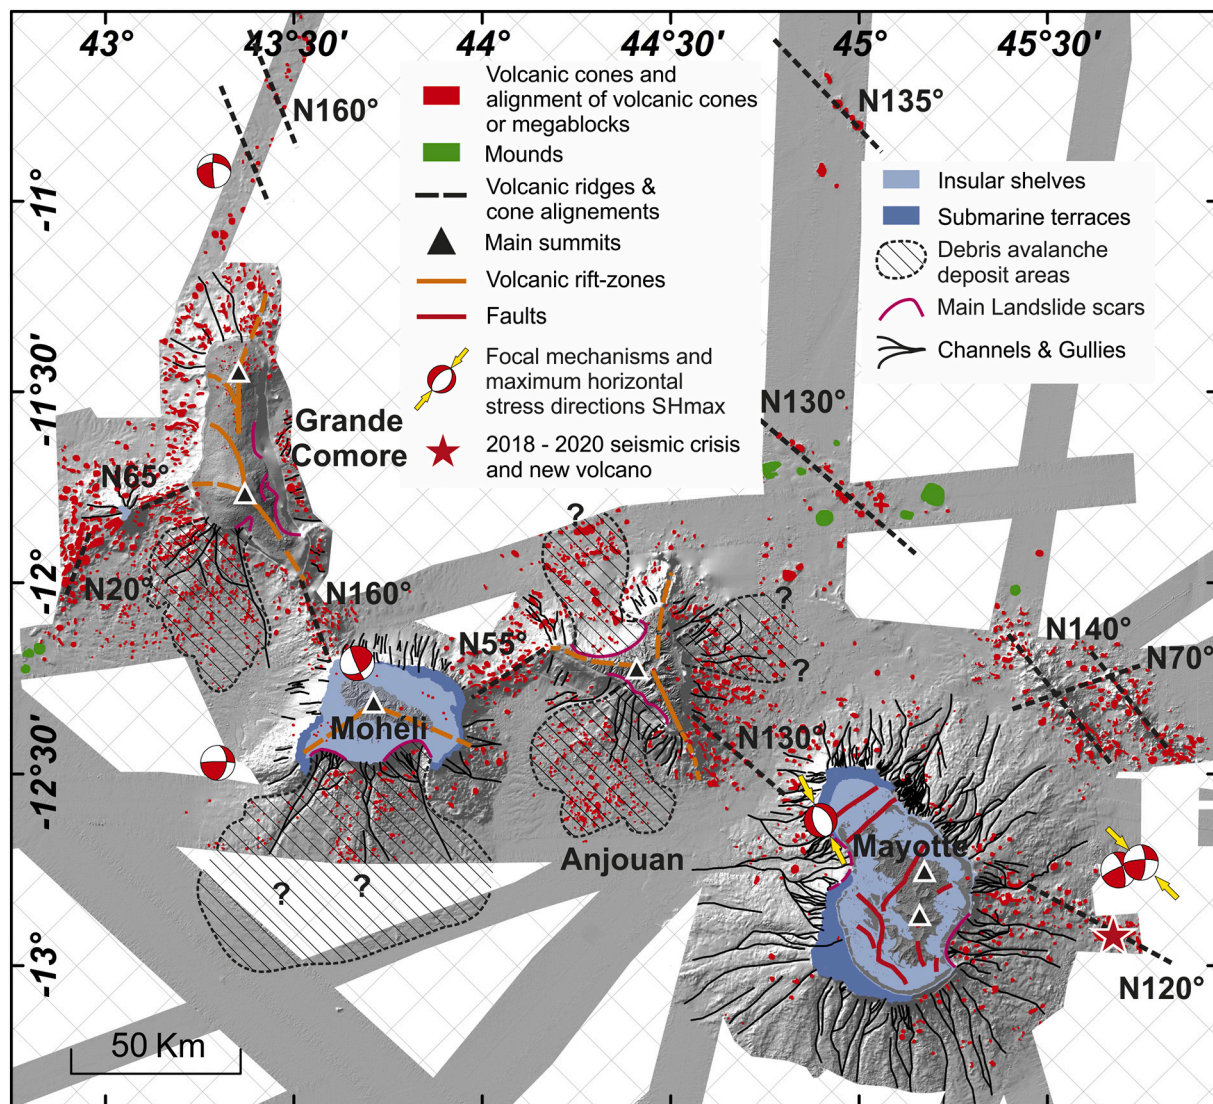 43°
43°30'
44°
44°30'
45°
45°30'
-11°
-11°30'
-12°
-12°30'
-13°
Volcanic cones and
alignment of volcanic cones
or megablocks
Mounds
Volcanic ridges &
cone alignements
Main summits
Volcanic rift-zones
Faults
Focal mechanisms and
maximum horizontal
stress directions SHmax
2018 - 2020 seismic crisis
and new volcano
Insular shelves
Submarine terraces
Debris avalanche
deposit areas
Main Landslide scars
Channels & Gullies
N160°
N135°
N130°
Grande
Comore
N65°
N20°
N160°
?
N55°
?
?
N140°
N70°
Mohéli
N130°
Anjouan
Mayotte
?
?
N120°
50 Km